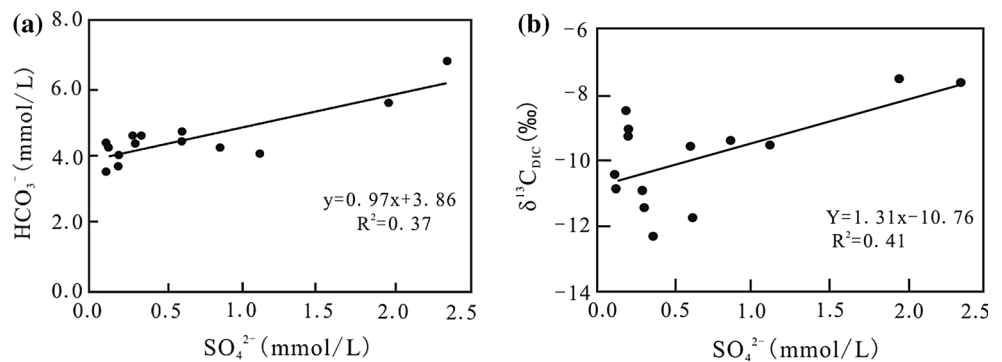 (a)
8.0
6.0
4.0
2.0
0.0
HCO₃⁻(mmol/L)
y=0.97x+3.86
R²=0.37
0.0 0.5 1.0 1.5 2.0 2.5
SO₄²⁻(mmol/L)
(b)
−6
−8
−10
−12
−14
δ¹³C_DIC(‰)
Y=1.31x−10.76
R²=0.41
0.0 0.5 1.0 1.5 2.0 2.5
SO₄²⁻(mmol/L)